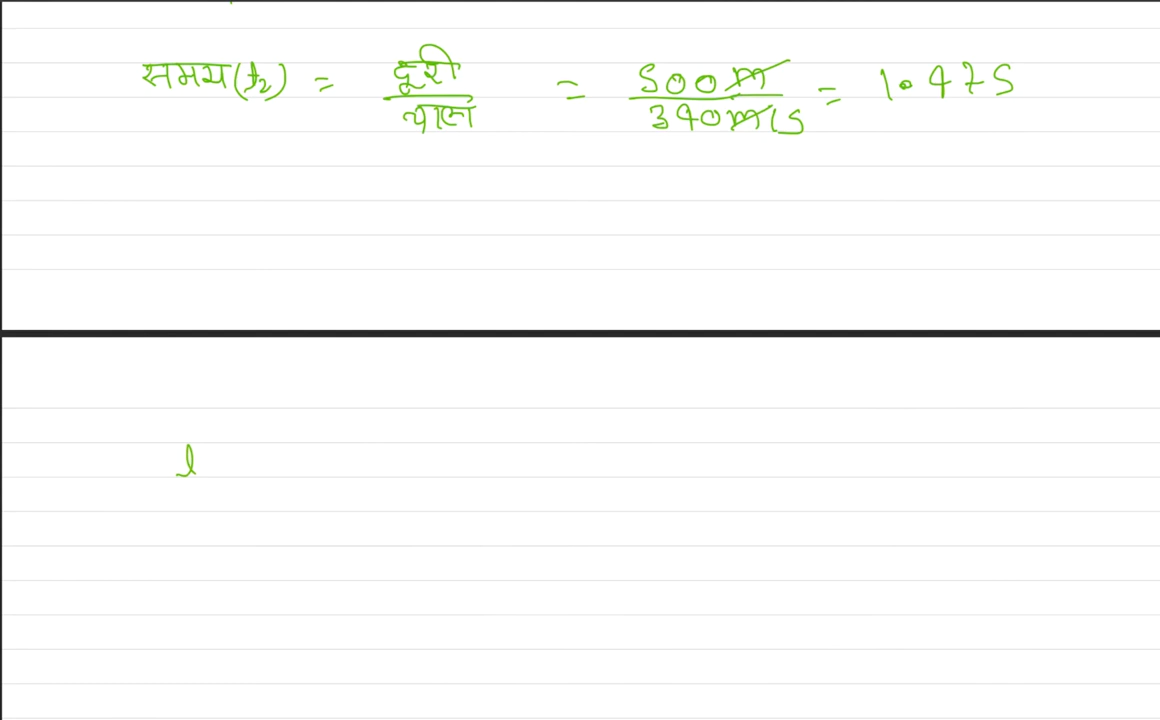 समय(t₂) = दूरी/चाल = 500m/340m/s = 1.47s
l